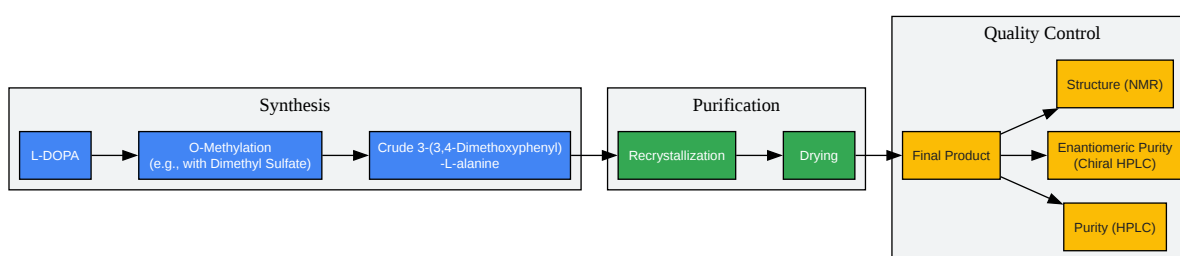 Synthesis
L-DOPA
O-Methylation
(e.g., with Dimethyl Sulfate)
Crude 3-(3,4-Dimethoxyphenyl)
-L-alanine
Purification
Recrystallization
Drying
Quality Control
Final Product
Structure (NMR)
Enantiomeric Purity
(Chiral HPLC)
Purity (HPLC)